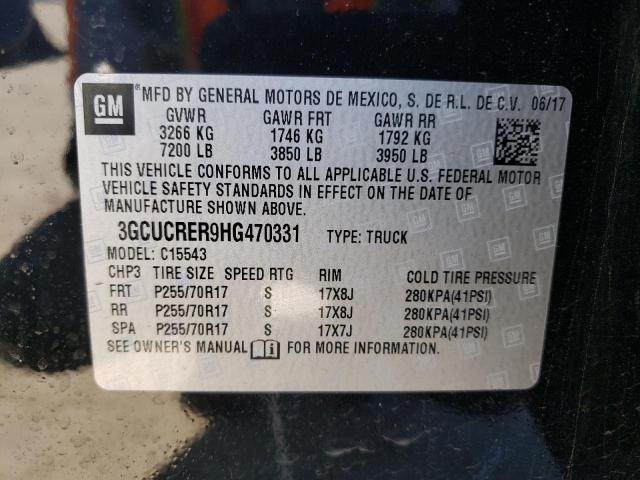 GM ® MFD BY GENERAL MOTORS DE MEXICO, S. DE R.L. DE C.V. 06/17
GVWR GAWR FRT GAWR RR
3266 KG 1746 KG 1792 KG
7200 LB 3850 LB 3950 LB
THIS VEHICLE CONFORMS TO ALL APPLICABLE U.S. FEDERAL MOTOR
VEHICLE SAFETY STANDARDS IN EFFECT ON THE DATE OF
MANUFACTURE SHOWN ABOVE.
3GCUCRER9HG470331 TYPE: TRUCK
MODEL: C15543
CHP3 TIRE SIZE SPEED RTG RIM COLD TIRE PRESSURE
FRT P255/70R17 S 17X8J 280KPA(41PSI)
RR P255/70R17 S 17X8J 280KPA(41PSI)
SPA P255/70R17 S 17X7J 280KPA(41PSI)
SEE OWNER'S MANUAL FOR MORE INFORMATION.